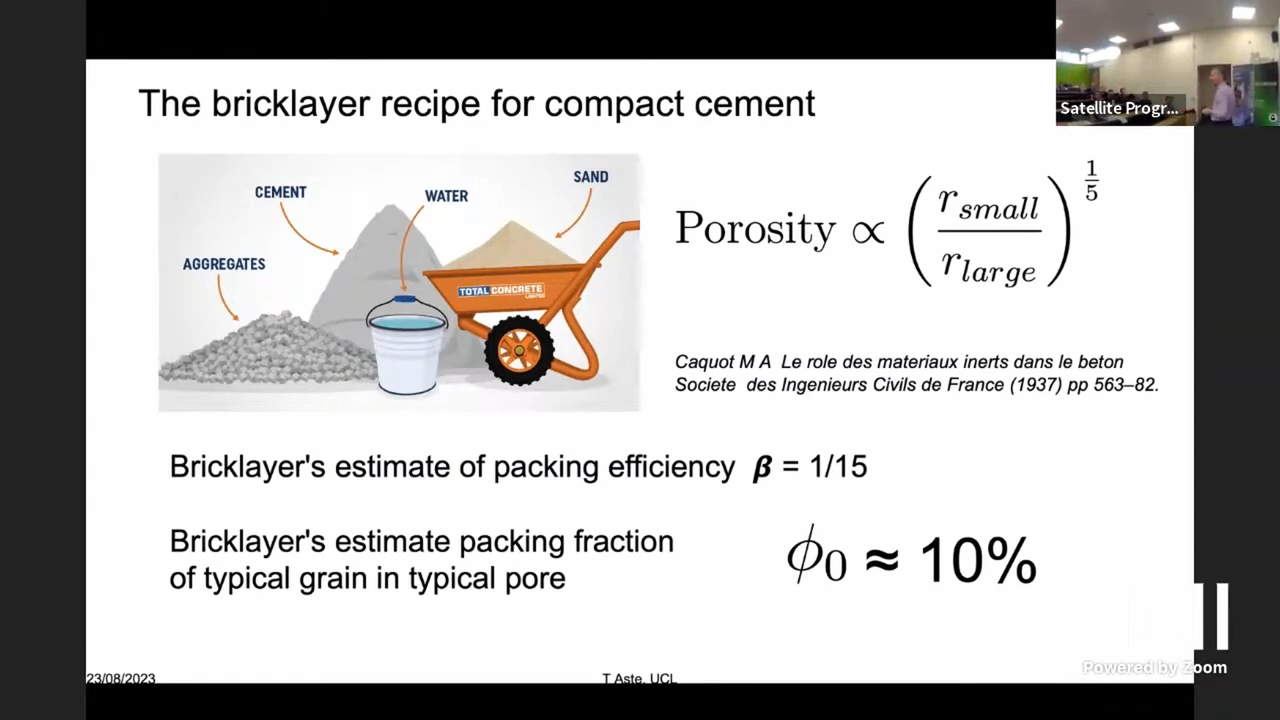 The bricklayer recipe for compact cement
Satellite Progr...
CEMENT
WATER
SAND
AGGREGATES
TOTAL CONCRETE
LIMITED
Porosity ∝ (r_small / r_large)^(1/5)
Caquot M A Le role des materiaux inerts dans le beton
Societe des Ingenieurs Civils de France (1937) pp 563–82.
Bricklayer's estimate of packing efficiency β = 1/15
Bricklayer's estimate packing fraction
of typical grain in typical pore
ϕ0 ≈ 10%
Powered by Zoom
23/08/2023
T Aste, UCL